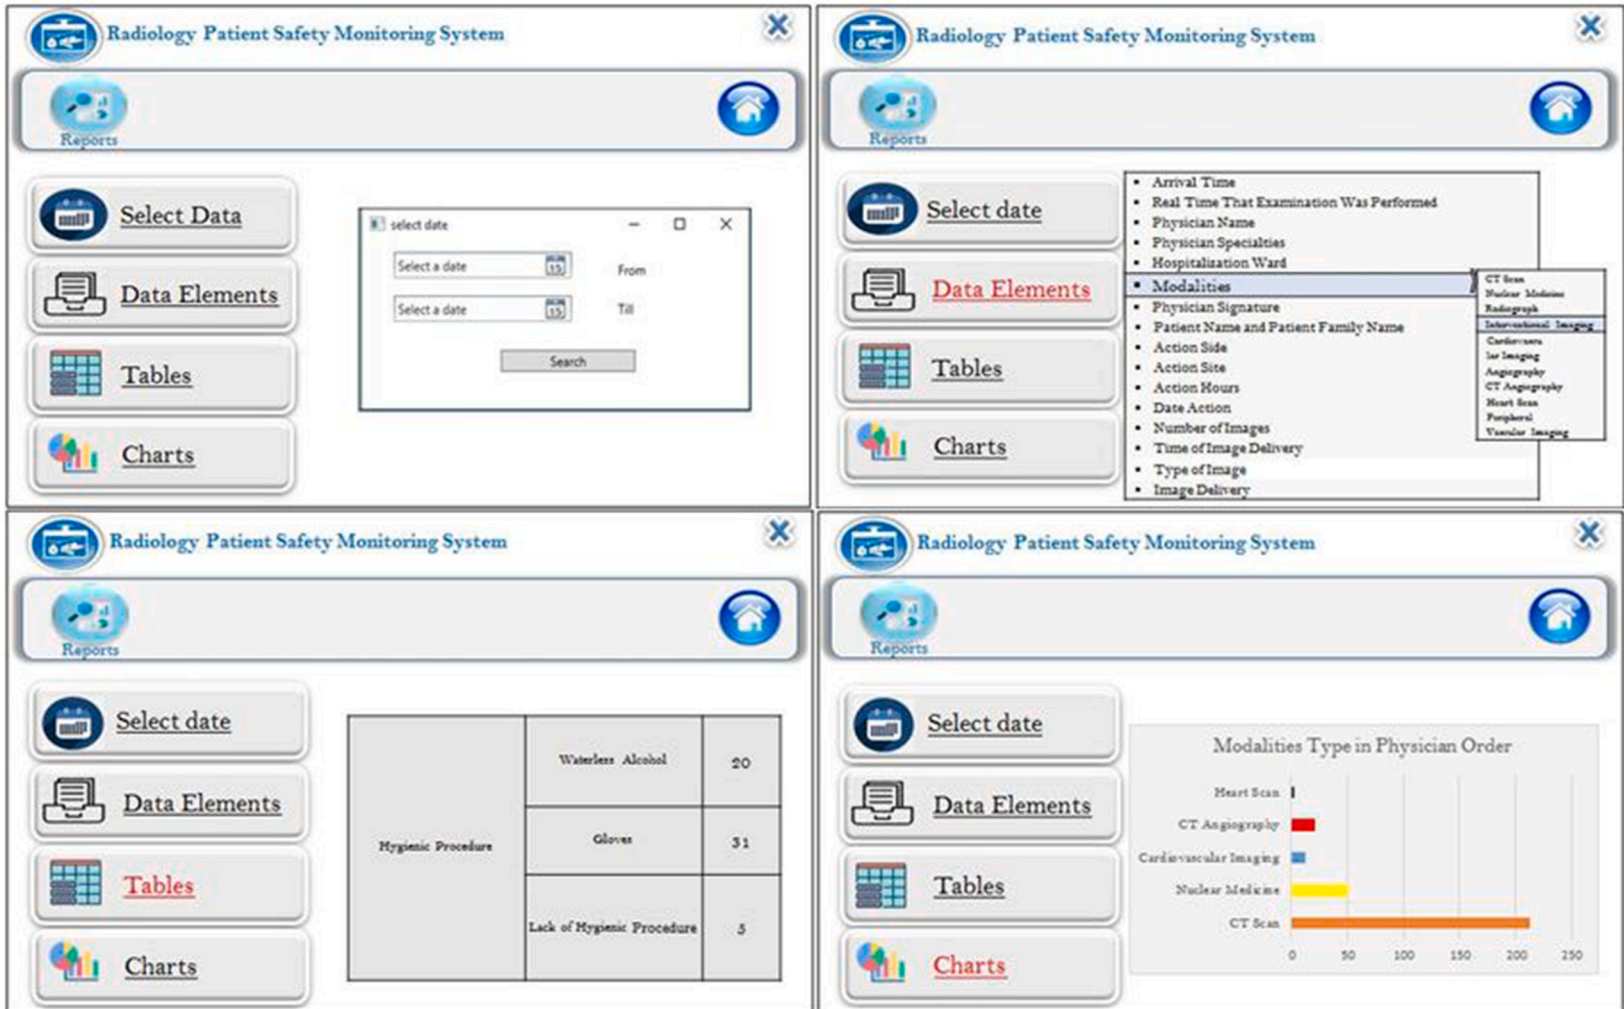 Radiology Patient Safety Monitoring System
Reports
Select Data
Data Elements
Tables
Charts
select date
Select a date
15
From
Select a date
15
Till
Search
Radiology Patient Safety Monitoring System
Reports
Select date
Data Elements
Tables
Charts
Arrival Time
Real Time That Examination Was Performed
Physician Name
Physician Specialties
Hospitalization Ward
Modalities
Physician Signature
Patient Name and Patient Family Name
Action Side
Action Site
Action Hours
Date Action
Number of Images
Time of Image Delivery
Type of Image
Image Delivery
CT Scan
Nuclear Medicine
Radiograph
Interventional Imaging
Cardiovascu
lar Imaging
Angiography
CT Angiography
Heart Scan
Peripheral
Vascular Imaging
Radiology Patient Safety Monitoring System
Reports
Select date
Data Elements
Tables
Charts
Hygienic Procedure
Waterless Alcohol
20
Gloves
31
Lack of Hygienic Procedure
5
Radiology Patient Safety Monitoring System
Reports
Select date
Data Elements
Tables
Charts
Modalities Type in Physician Order
Heart Scan
CT Angiography
Cardiovascular Imaging
Nuclear Medicine
CT Scan
0 50 100 150 200 250